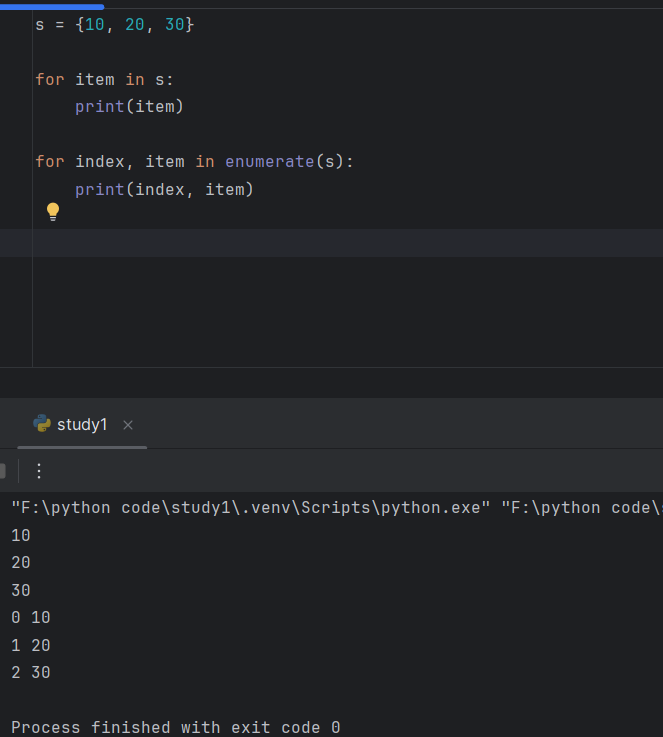 s = {10, 20, 30}
for item in s:
    print(item)
for index, item in enumerate(s):
    print(index, item)
study1
"F:\python code\study1\.venv\Scripts\python.exe" "F:\python code\
10
20
30
0 10
1 20
2 30
Process finished with exit code 0